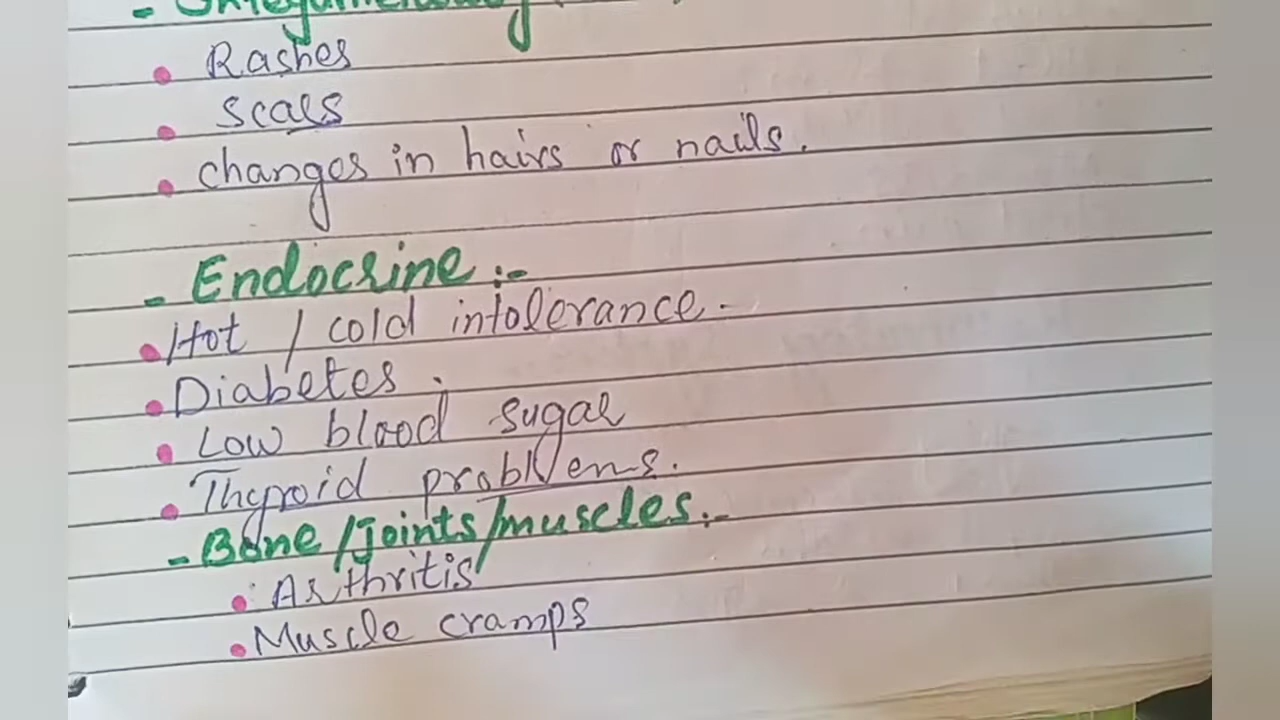 - Integumentary
• Rashes
• Scars
• changes in hairs or nails.
- Endocrine :-
• Hot / cold intolerance -
• Diabetes .
• Low blood sugar
• Thyroid problems.
- Bone /joints/muscles :-
• Arthritis
• Muscle cramps